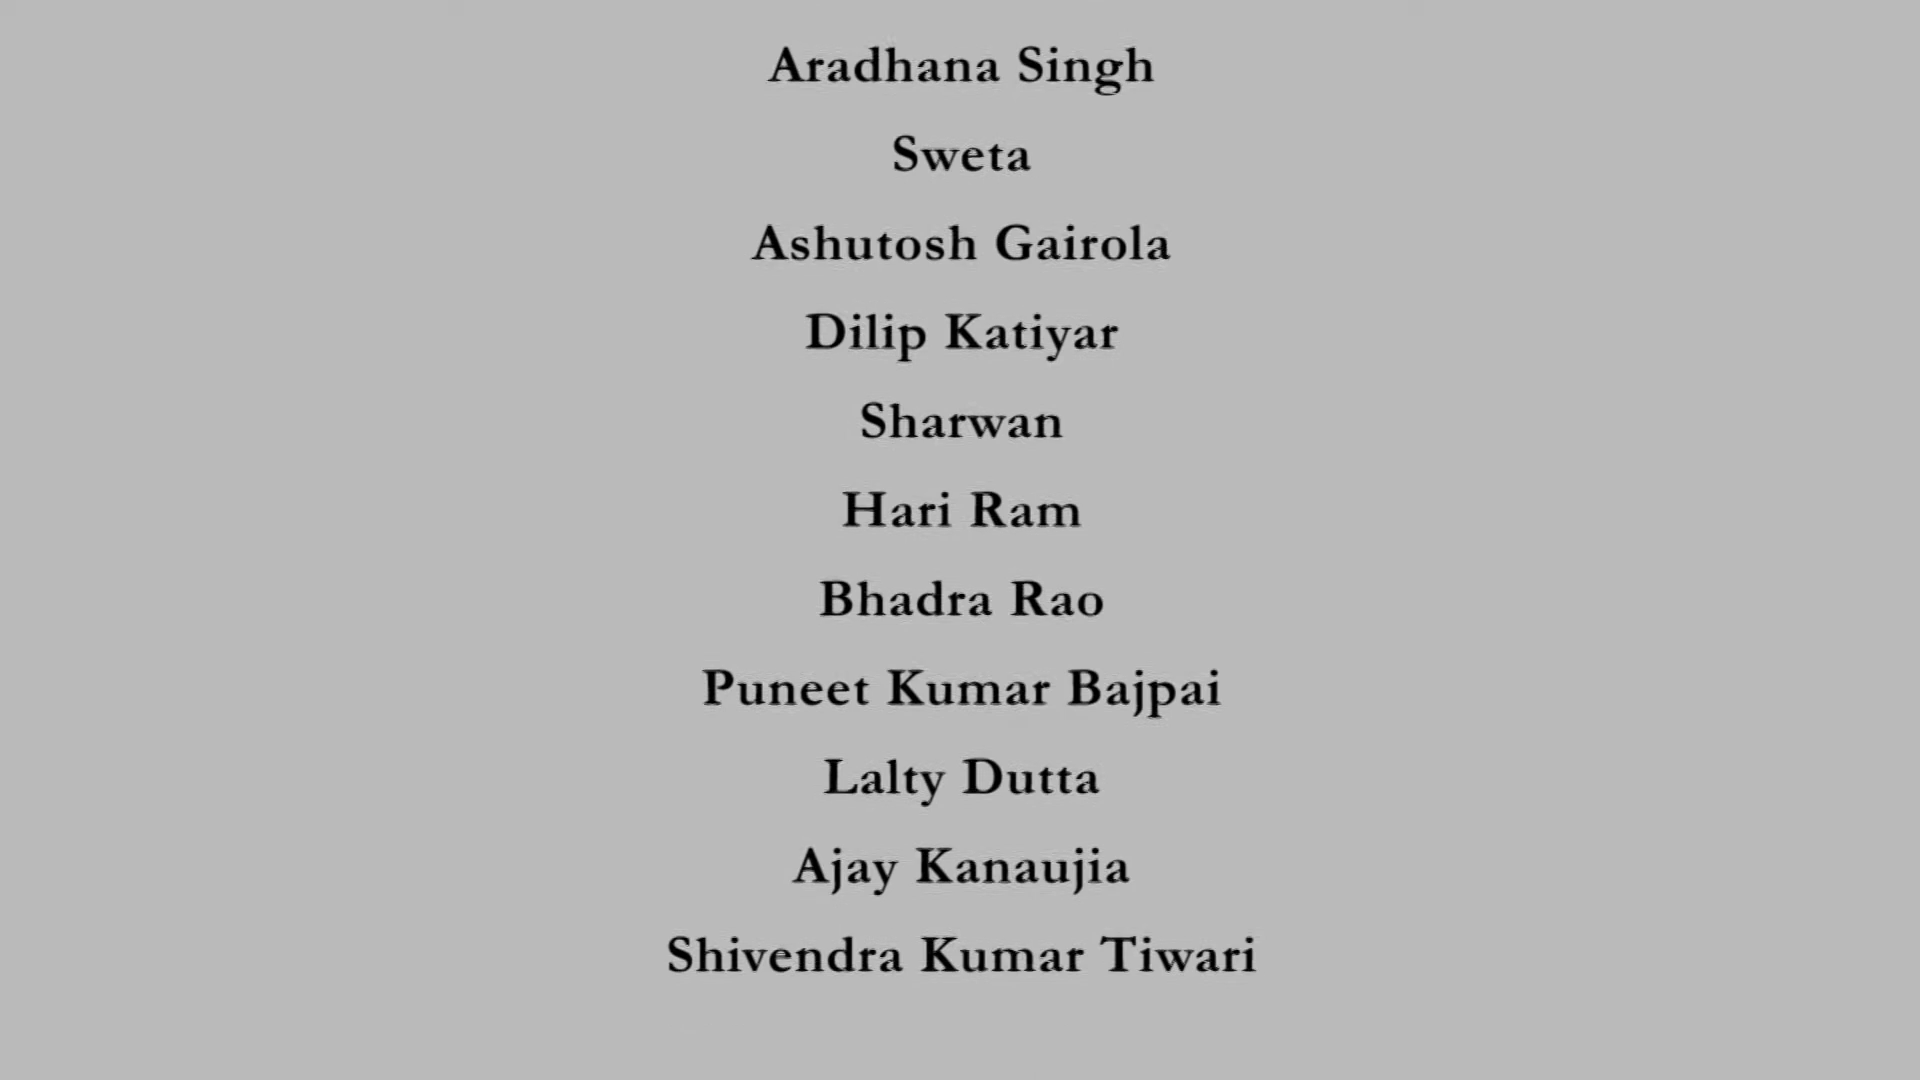 Aradhana Singh
Sweta
Ashutosh Gairola
Dilip Katiyar
Sharwan
Hari Ram
Bhadra Rao
Puneet Kumar Bajpai
Lalty Dutta
Ajay Kanaujia
Shivendra Kumar Tiwari